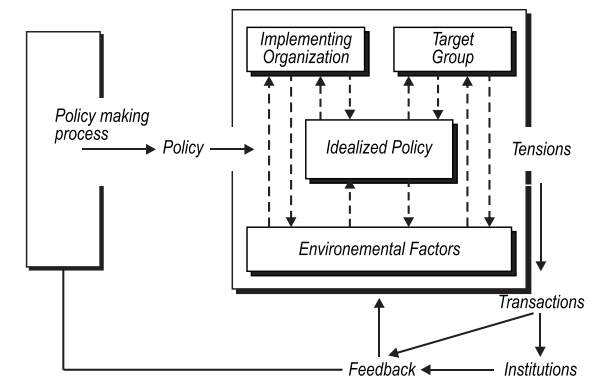 Implementing
Organization
Target
Group
Policy making
process
Policy
Idealized Policy
Tensions
Environemental Factors
Transactions
Feedback
Institutions